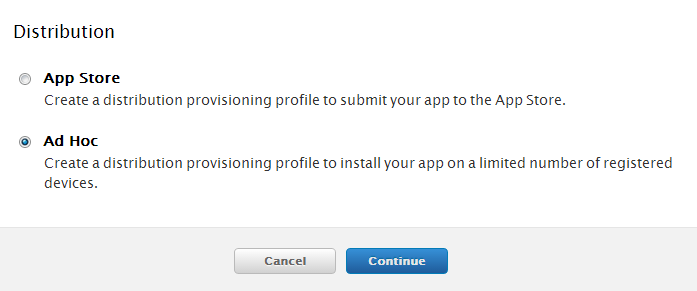 Distribution
App Store
Create a distribution provisioning profile to submit your app to the App Store.
Ad Hoc
Create a distribution provisioning profile to install your app on a limited number of registered
devices.
Cancel
Continue